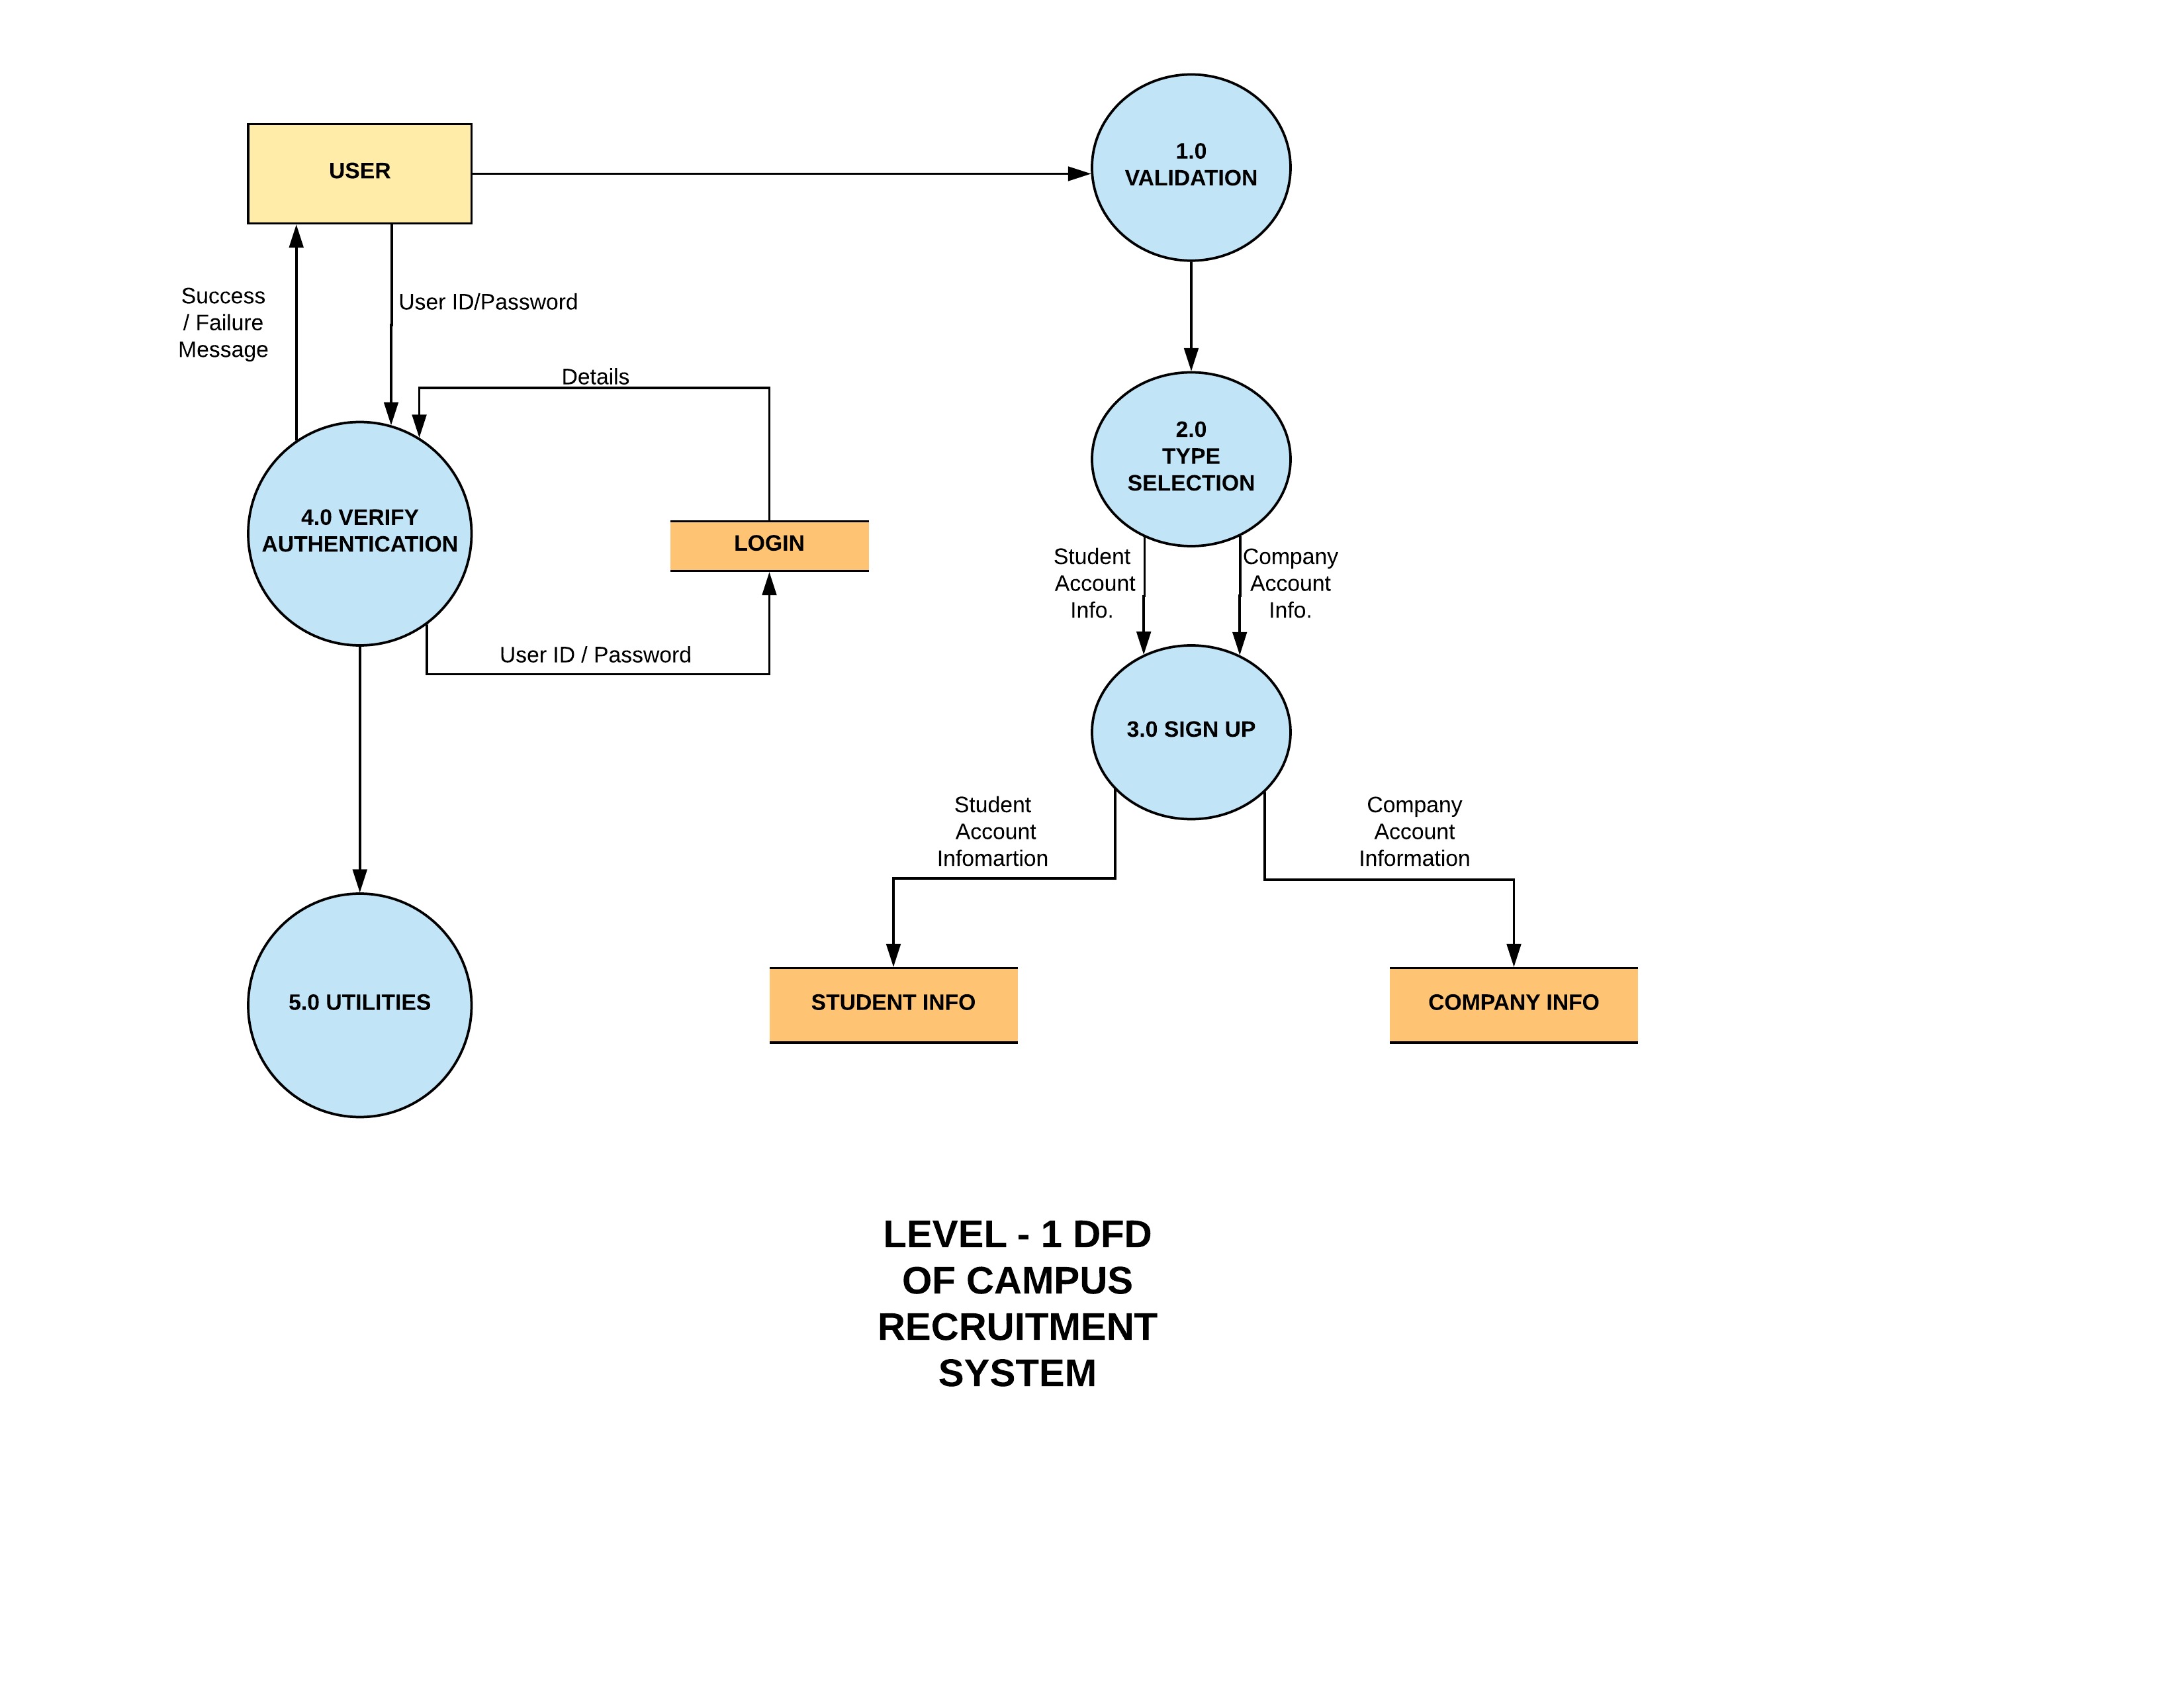 1.0
VALIDATION
USER
Success
/ Failure
Message
User ID/Password
Details
2.0
TYPE
SELECTION
4.0 VERIFY
AUTHENTICATION
LOGIN
Student
Account
Info.
Company
Account
Info.
User ID / Password
3.0 SIGN UP
Student
Account
Infomartion
Company
Account
Information
5.0 UTILITIES
STUDENT INFO
COMPANY INFO
LEVEL - 1 DFD
OF CAMPUS
RECRUITMENT
SYSTEM